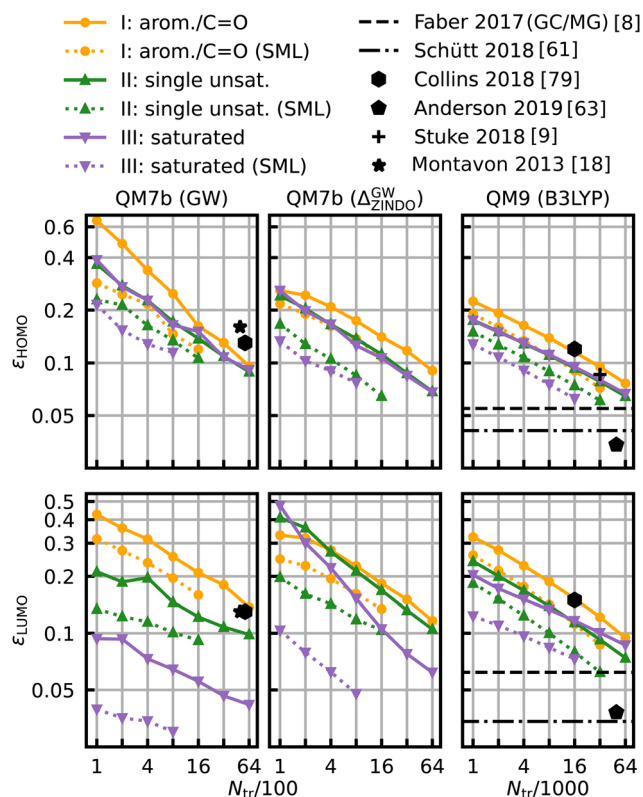 I: arom./C=O
I: arom./C=O (SML)
II: single unsat.
II: single unsat. (SML)
III: saturated
III: saturated (SML)
Faber 2017(GC/MG) [8]
Schütt 2018 [61]
Collins 2018 [79]
Anderson 2019 [63]
Stuke 2018 [9]
Montavon 2013 [18]
QM7b (GW) QM7b (Δ^GW_ZINDO) QM9 (B3LYP)
ε_HOMO
0.6
0.4
0.2
0.1
0.05
ε_LUMO
0.5
0.4
0.3
0.2
0.1
0.05
1 4 16 64 1 4 16 64 1 4 16 64
N_tr/100 N_tr/1000